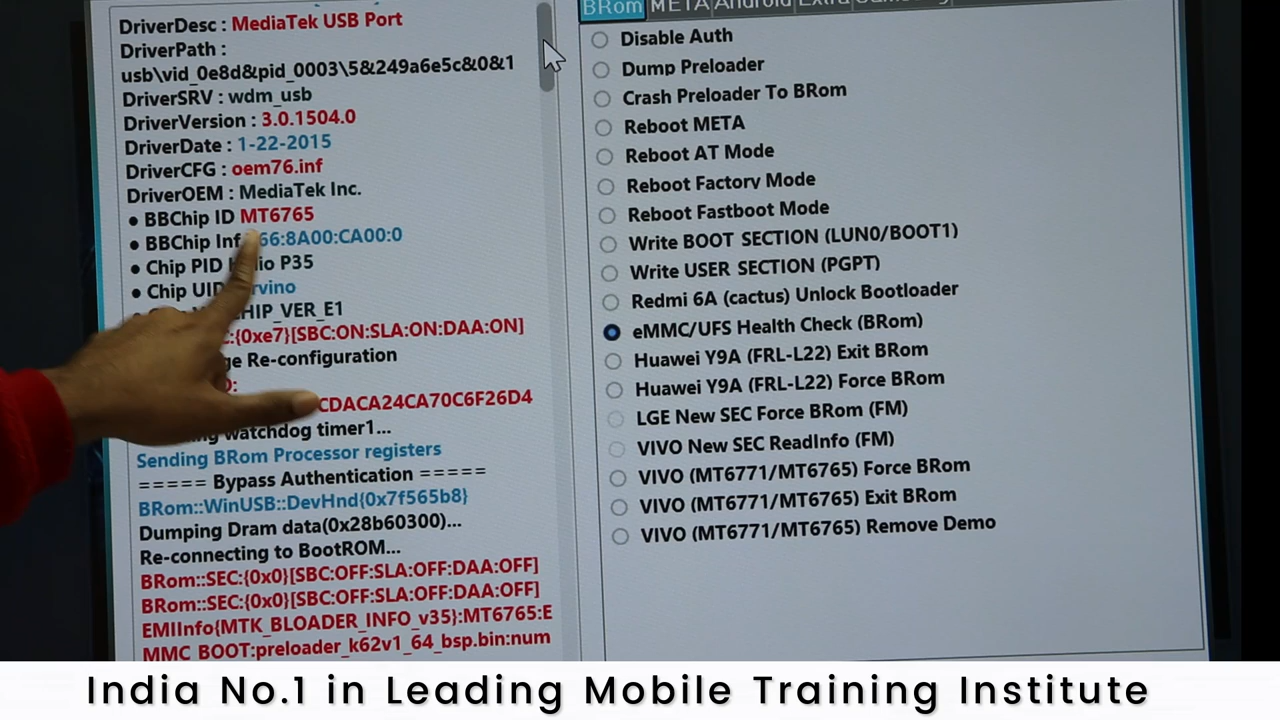 DriverDesc : MediaTek USB Port
DriverPath :
usb\vid_0e8d&pid_0003\5&249a6e5c&0&1
DriverSRV : wdm_usb
DriverVersion : 3.0.1504.0
DriverDate : 1-22-2015
DriverCFG : oem76.inf
DriverOEM : MediaTek Inc.
• BBChip ID MT6765
• BBChip Inf 66:8A00:CA00:0
• Chip PID io P35
• Chip UID rvino
HIP_VER_E1
:{0xe7}[SBC:ON:SLA:ON:DAA:ON]
ge Re-configuration
D:
CDACA24CA70C6F26D4
ng watchdog timer1...
Sending BRom Processor registers
===== Bypass Authentication =====
BRom::WinUSB::DevHnd{0x7f565b8}
Dumping Dram data(0x28b60300)...
Re-connecting to BootROM...
BRom::SEC:{0x0}[SBC:OFF:SLA:OFF:DAA:OFF]
BRom::SEC:{0x0}[SBC:OFF:SLA:OFF:DAA:OFF]
EMIInfo{MTK_BLOADER_INFO_v35}:MT6765:E
MMC_BOOT:preloader_k62v1_64_bsp.bin:num
BRom META Android Extra Samsung
Disable Auth
Dump Preloader
Crash Preloader To BRom
Reboot META
Reboot AT Mode
Reboot Factory Mode
Reboot Fastboot Mode
Write BOOT SECTION (LUN0/BOOT1)
Write USER SECTION (PGPT)
Redmi 6A (cactus) Unlock Bootloader
eMMC/UFS Health Check (BRom)
Huawei Y9A (FRL-L22) Exit BRom
Huawei Y9A (FRL-L22) Force BRom
LGE New SEC Force BRom (FM)
VIVO New SEC ReadInfo (FM)
VIVO (MT6771/MT6765) Force BRom
VIVO (MT6771/MT6765) Exit BRom
VIVO (MT6771/MT6765) Remove Demo
India No.1 in Leading Mobile Training Institute